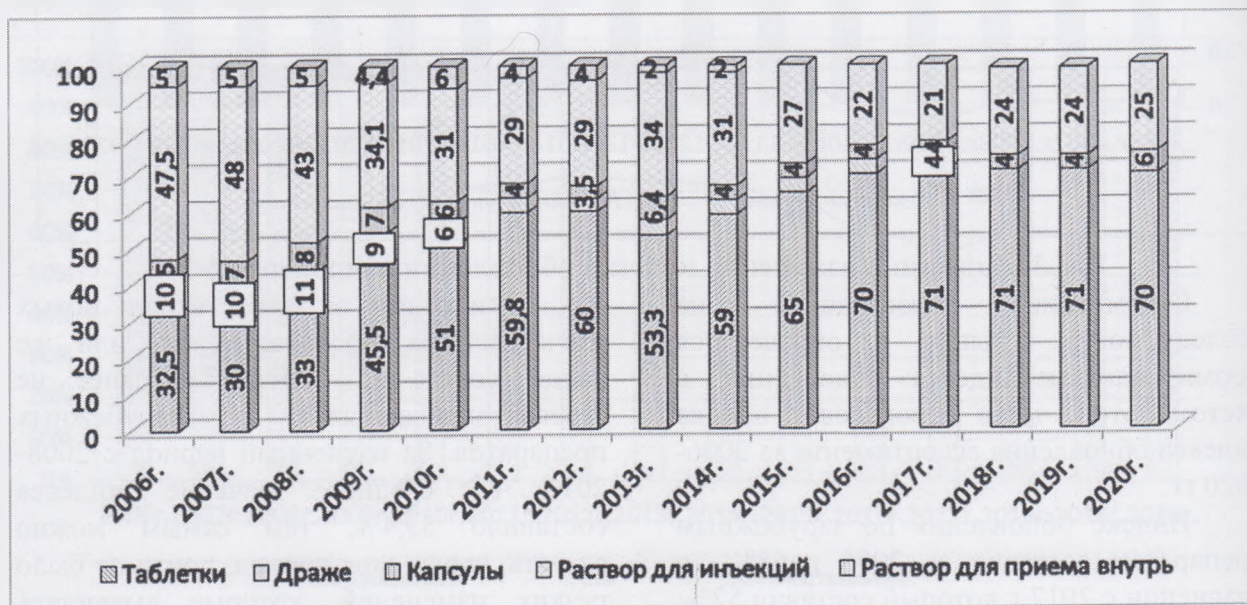 100 5 5 5 4,4 6 4 4 2 2
90 27 22 21 24 24 25
80 47,5 48 43 34,1 31 29 29 34 31
70 4 4 44 4 4 6
60 7 6 4 3,5 6,4 4
50 5 7 8 9 6
40 10 10 11
30 45,5 51 59,8 60 53,3 59 65 70 71 71 71 70
20 32,5 30 33
10
0
2006г. 2007г. 2008г. 2009г. 2010г. 2011г. 2012г. 2013г. 2014г. 2015г. 2016г. 2017г. 2018г. 2019г. 2020г.
Таблетки Драже Капсулы Раствор для инъекций Раствор для приема внутрь